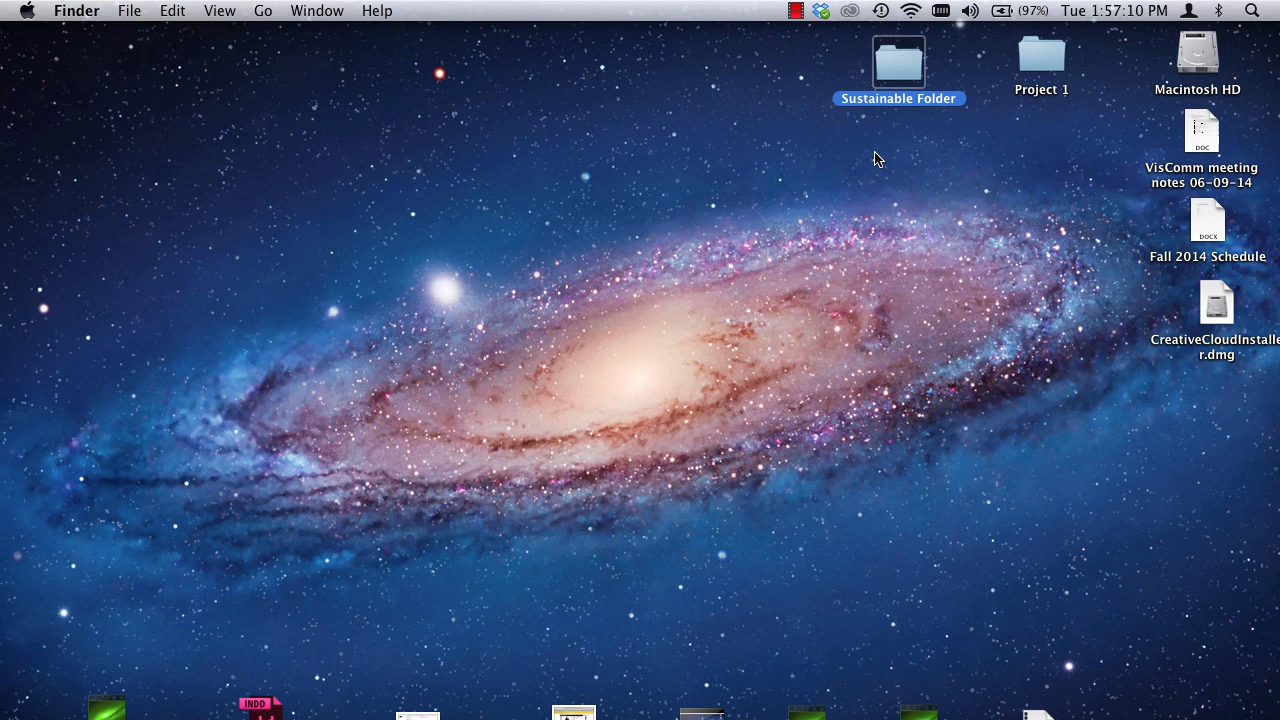 Finder File Edit View Go Window Help (97%) Tue 1:57:10 PM
Sustainable Folder
Project 1
Macintosh HD
DOC
VisComm meeting
notes 06-09-14
DOCX
Fall 2014 Schedule
CreativeCloudInstalle
r.dmg
INDD